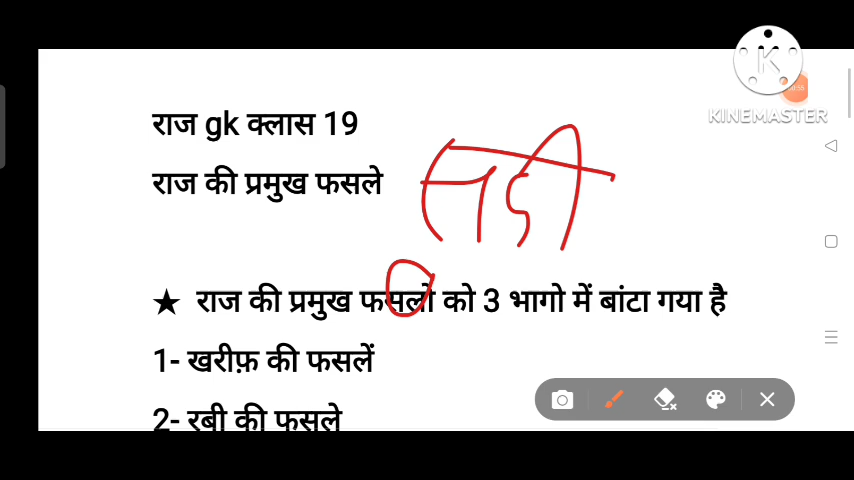 KINEMASTER
राज gk क्लास 19
राज की प्रमुख फसले
★ राज की प्रमुख फसलो को 3 भागो में बांटा गया है
1- खरीफ़ की फसलें
2- रबी की फसले